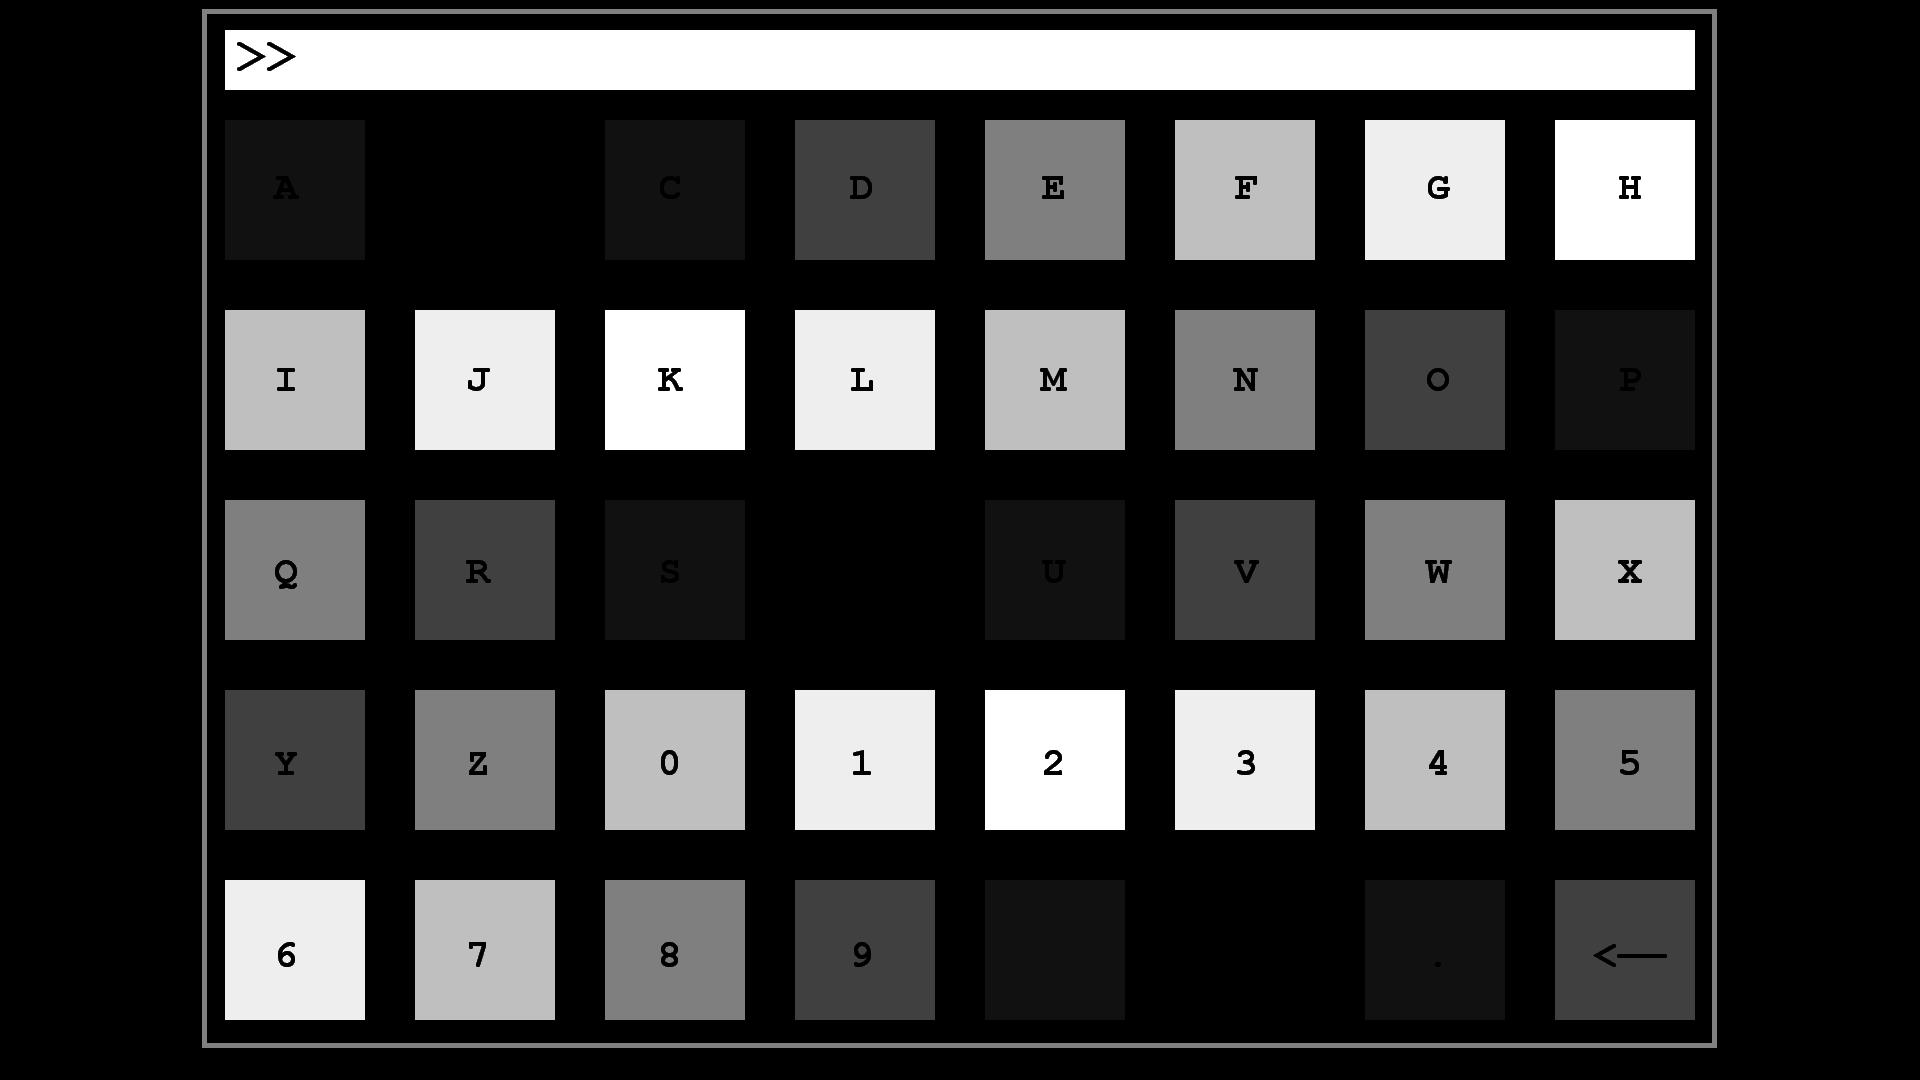 >>
A C D E F G H
I J K L M N O P
Q R S U V W X
Y Z 0 1 2 3 4 5
6 7 8 9 . <—